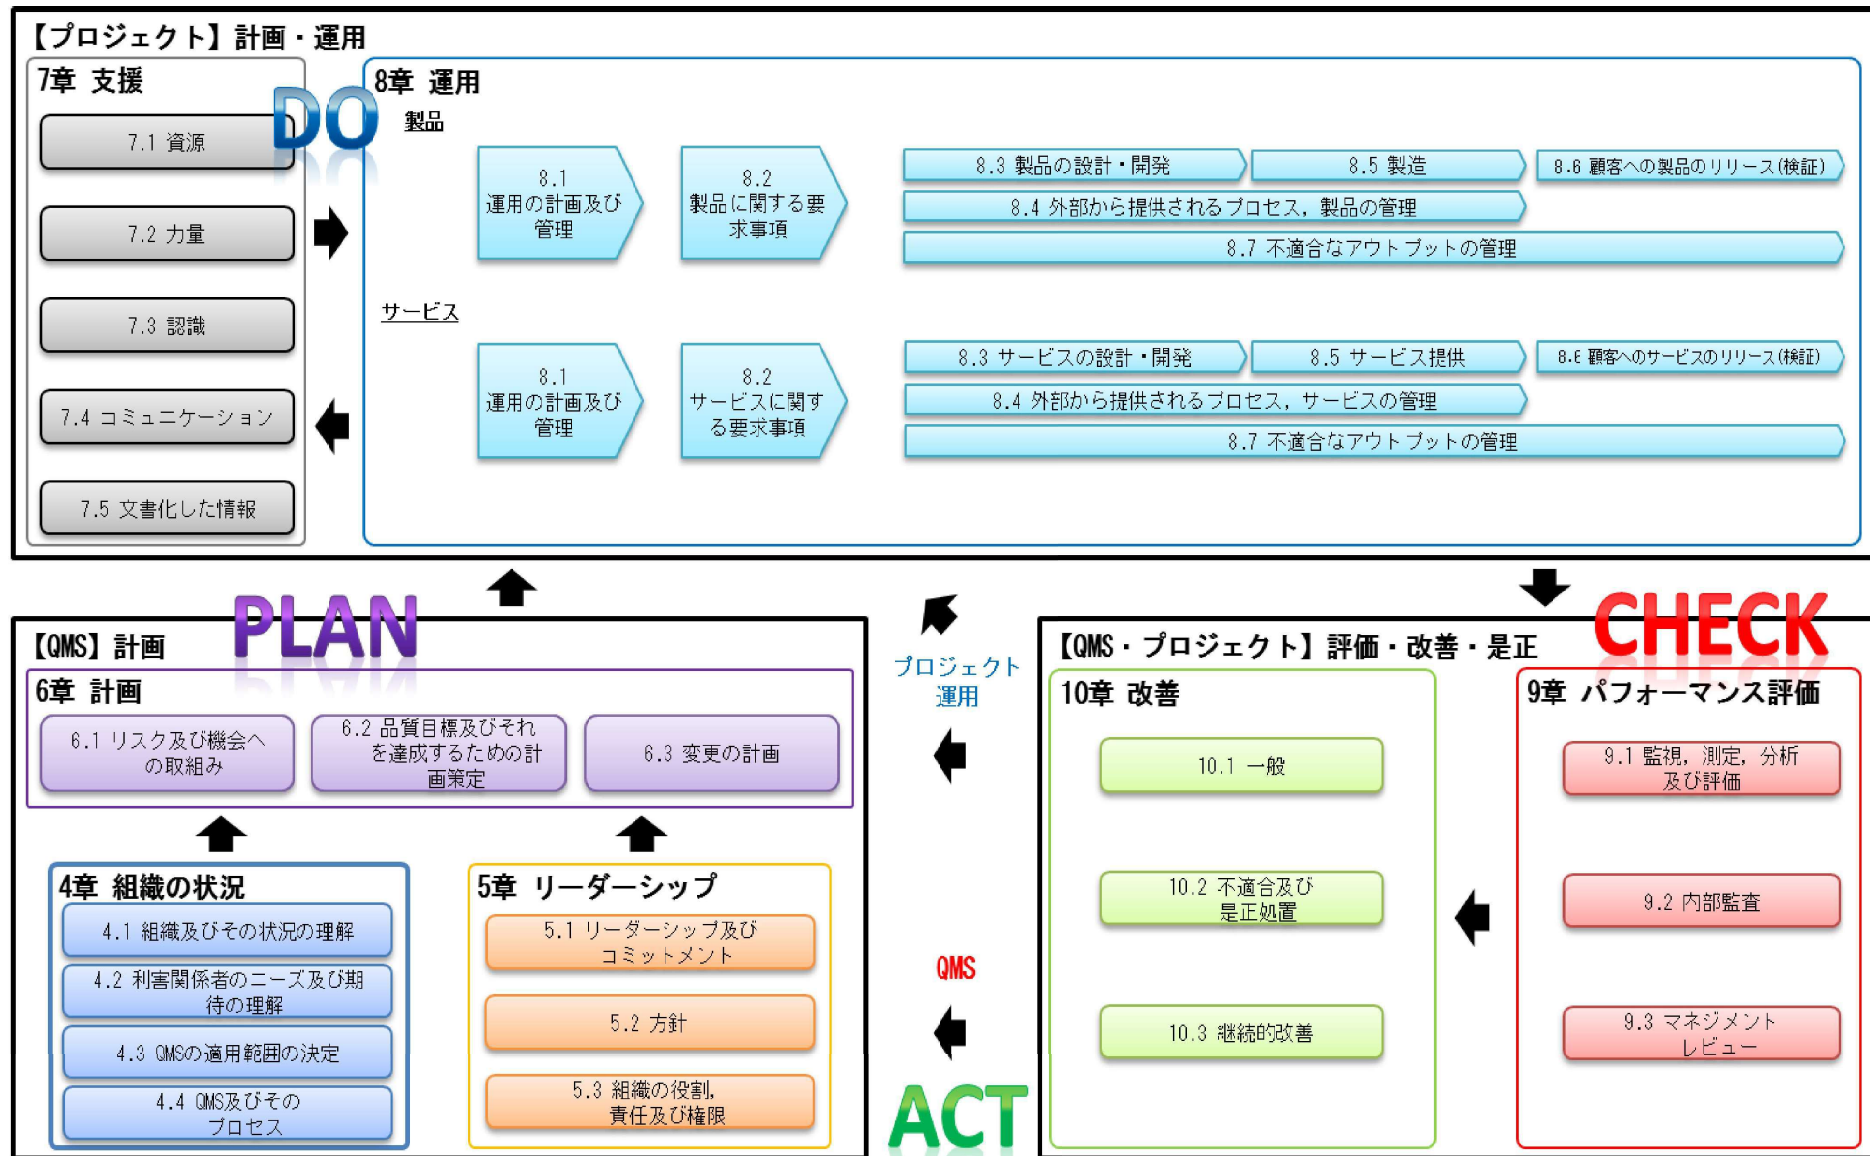 【プロジェクト】計画・運用
7章 支援
DO
8章 運用
7.1 資源
7.2 力量
7.3 認識
7.4 コミュニケーション
7.5 文書化した情報
製品
8.1
運用の計画及び
管理
8.2
製品に関する要
求事項
8.3 製品の設計・開発
8.5 製造
8.6 顧客への製品のリリース(検証)
8.4 外部から提供されるプロセス，製品の管理
8.7 不適合なアウトプットの管理
サービス
8.1
運用の計画及び
管理
8.2
サービスに関す
る要求事項
8.3 サービスの設計・開発
8.5 サービス提供
8.6 顧客へのサービスのリリース(検証)
8.4 外部から提供されるプロセス，サービスの管理
8.7 不適合なアウトプットの管理
PLAN
【QMS】計画
6章 計画
6.1 リスク及び機会へ
の取組み
6.2 品質目標及びそれ
を達成するための計
画策定
6.3 変更の計画
4章 組織の状況
4.1 組織及びその状況の理解
4.2 利害関係者のニーズ及び期
待の理解
4.3 QMSの適用範囲の決定
4.4 QMS及びその
プロセス
5章 リーダーシップ
5.1 リーダーシップ及び
コミットメント
5.2 方針
5.3 組織の役割，
責任及び権限
プロジェクト
運用
QMS
ACT
CHECK
【QMS・プロジェクト】評価・改善・是正
10章 改善
10.1 一般
10.2 不適合及び
是正処置
10.3 継続的改善
9章 パフォーマンス評価
9.1 監視，測定，分析
及び評価
9.2 内部監査
9.3 マネジメント
レビュー